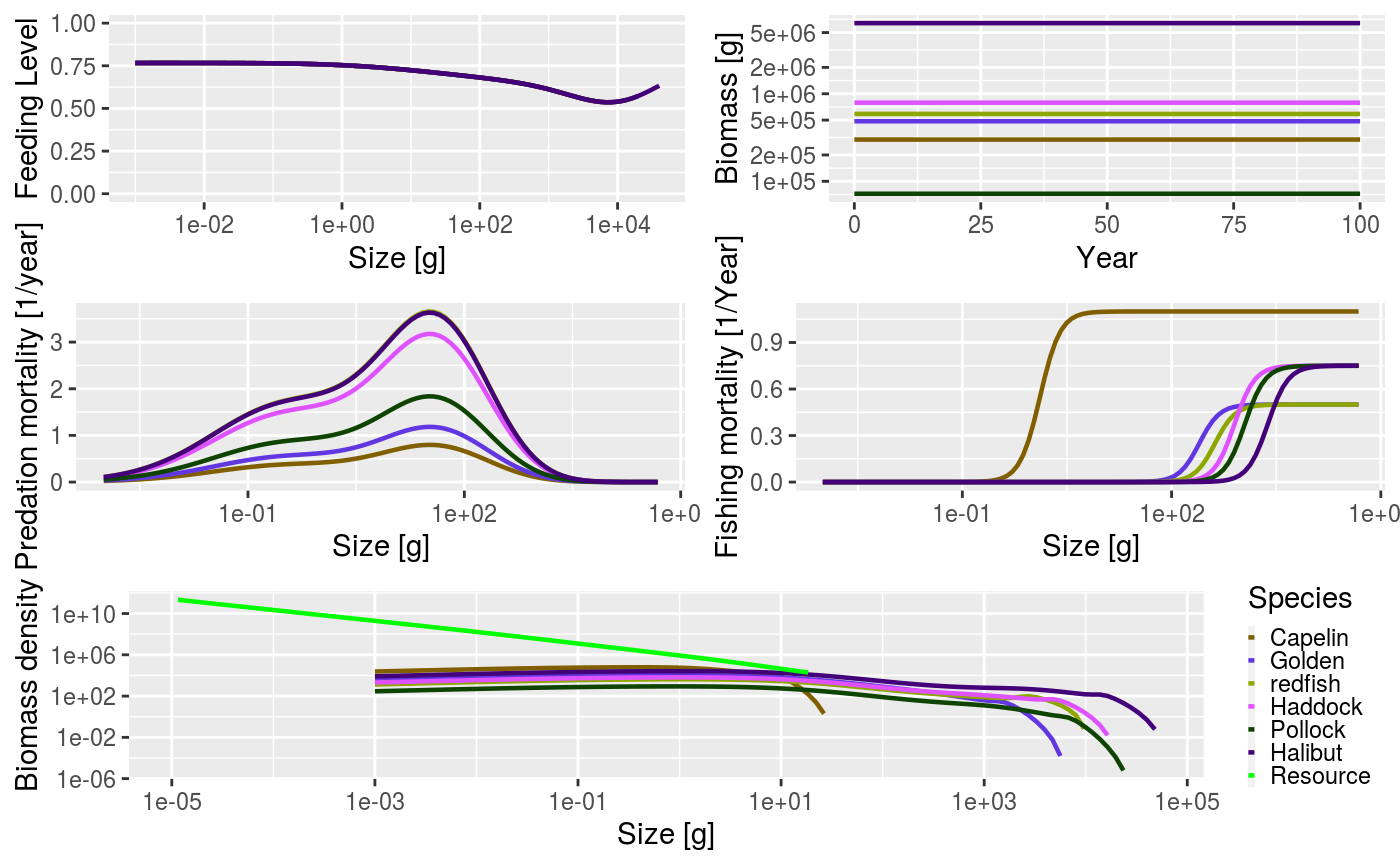 Feeding Level
1.00
0.75
0.50
0.25
0.00
1e-02
1e+00
1e+02
1e+04
Size [g]
Biomass [g]
5e+06
2e+06
1e+06
5e+05
2e+05
1e+05
0
25
50
75
100
Year
Predation mortality [1/year]
3
2
1
0
1e-01
1e+02
1e+0
Size [g]
Fishing mortality [1/Year]
0.9
0.6
0.3
0.0
1e-01
1e+02
1e+0
Size [g]
Biomass density
1e+10
1e+06
1e+02
1e-02
1e-06
1e-05
1e-03
1e-01
1e+01
1e+03
1e+05
Size [g]
Species
Capelin
Golden
redfish
Haddock
Pollock
Halibut
Resource